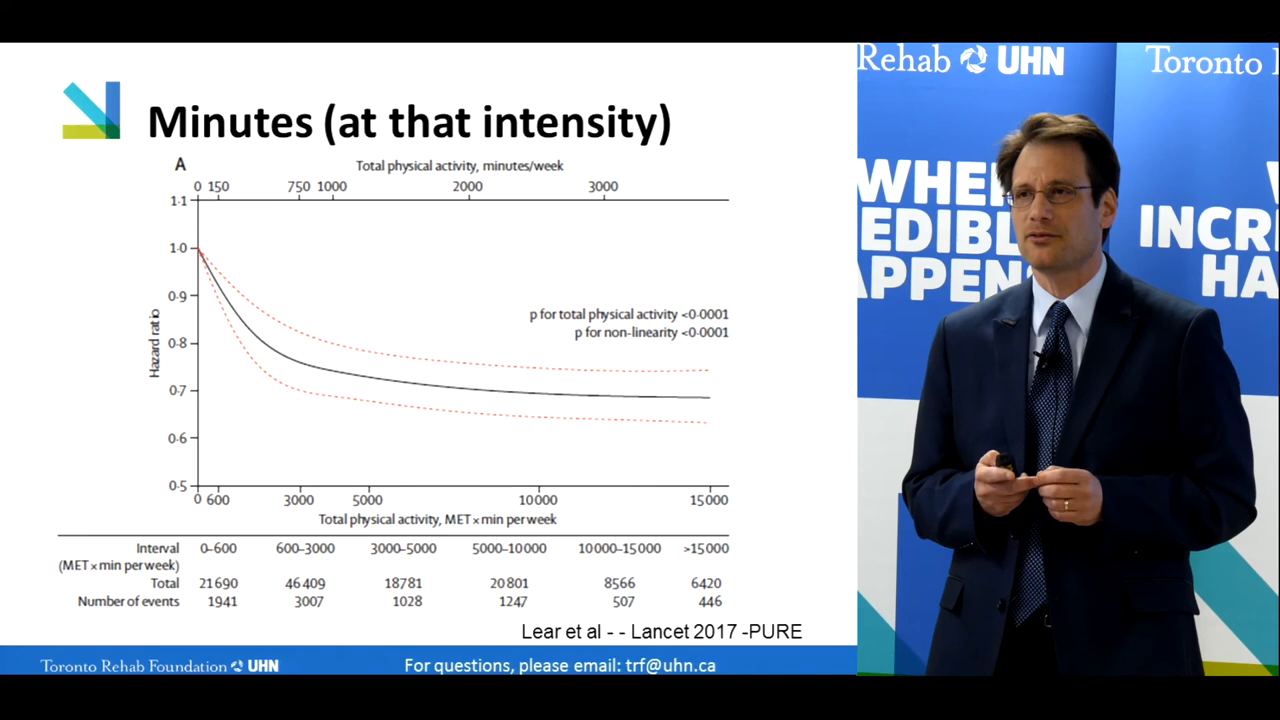 Minutes (at that intensity)
A
Total physical activity, minutes/week
0 150 750 1000 2000 3000
1·1
1·0
0·9
0·8
0·7
0·6
0·5
Hazard ratio
p for total physical activity <0·0001
p for non-linearity <0·0001
0 600 3000 5000 10000 15000
Total physical activity, MET × min per week
Interval 0–600 600–3000 3000–5000 5000–10000 10000–15000 >15000
(MET × min per week)
Total 21690 46409 18781 20801 8566 6420
Number of events 1941 3007 1028 1247 507 446
Lear et al - - Lancet 2017 -PURE
Toronto Rehab Foundation UHN
For questions, please email: trf@uhn.ca
Rehab UHN
Toronto
WHEN
EDIBL
APPENS
INCR
HA